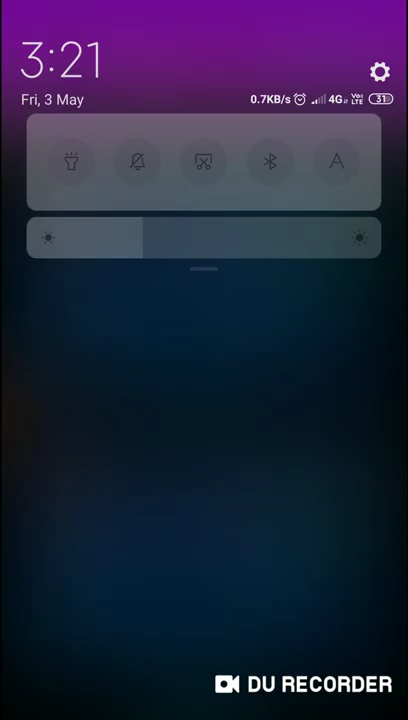 3:21
Fri, 3 May
0.7KB/s 4G Vo LTE 31
A
DU RECORDER